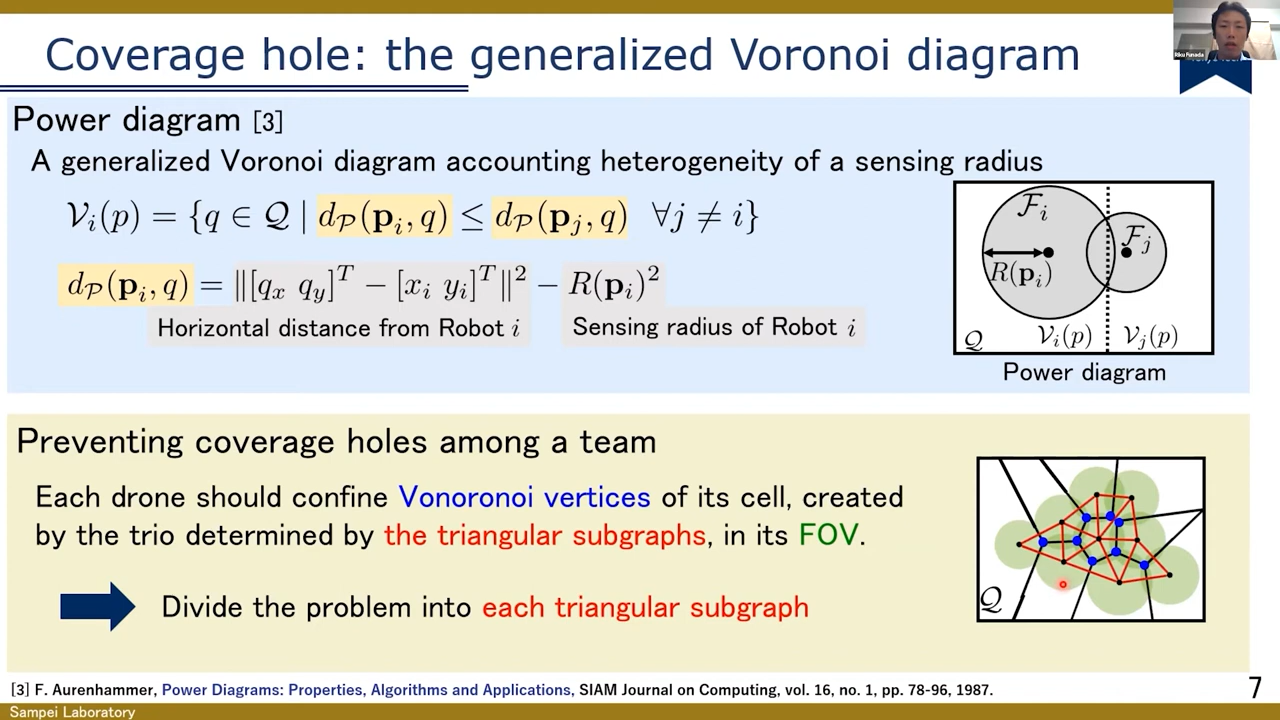 Riku Funada
Coverage hole: the generalized Voronoi diagram
Power diagram [3]
A generalized Voronoi diagram accounting heterogeneity of a sensing radius
𝒱ᵢ(p) = {q ∈ 𝒬 | d_𝒫(𝐩ᵢ, q) ≤ d_𝒫(𝐩ⱼ, q) ∀j ≠ i}
d_𝒫(𝐩ᵢ, q) = ‖[qₓ q_y]ᵀ − [xᵢ yᵢ]ᵀ‖² − R(𝐩ᵢ)²
Horizontal distance from Robot i
Sensing radius of Robot i
ℱᵢ
ℱⱼ
R(𝐩ᵢ)
𝒬
𝒱ᵢ(p)
𝒱ⱼ(p)
Power diagram
Preventing coverage holes among a team
Each drone should confine Vonoronoi vertices of its cell, created
by the trio determined by the triangular subgraphs, in its FOV.
Divide the problem into each triangular subgraph
𝒬
[3] F. Aurenhammer, Power Diagrams: Properties, Algorithms and Applications, SIAM Journal on Computing, vol. 16, no. 1, pp. 78-96, 1987.
7
Sampei Laboratory